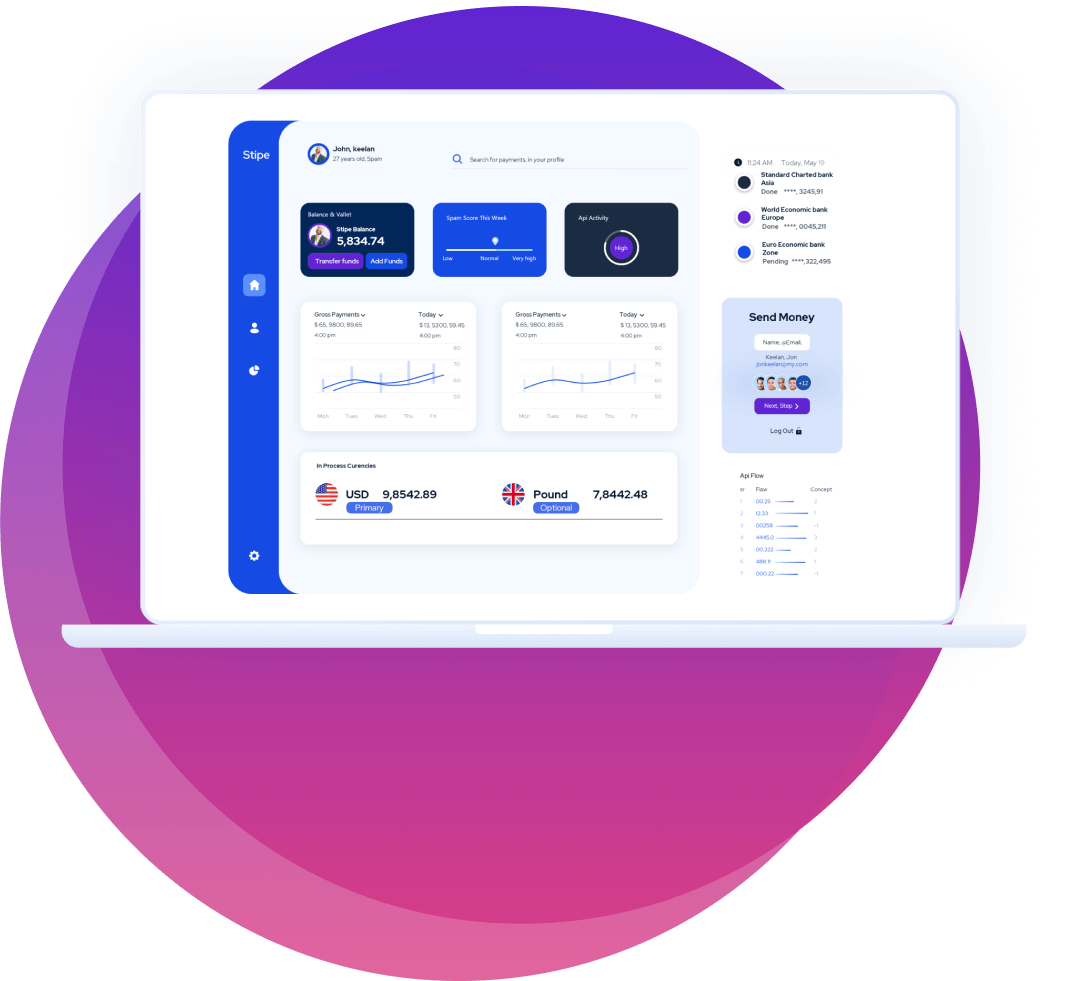 Stipe
John, keelan
27 years old, Spam
Search for payments, in your profile
Balance & Vallet
Stipe Balance
5,834.74
Transfer funds
Add Funds
Spam Score This Week
Low Normal Very high
Api Activity
High
Gross Payments
Today
$ 65, 9800, 89.65
$ 13, 5300, 59.45
4:00 pm
4:00 pm
80
70
60
50
Mon Tues Wed Thu Fri
Gross Payments
Today
$ 65, 9800, 89.65
$ 13, 5300, 59.45
4:00 pm
4:00 pm
80
70
60
50
Mon Tues Wed Thu Fri
In Process Curencies
USD 9,8542.89
Primary
Pound 7,8442.48
Optional
11:24 AM Today, May 19
Standard Charted bank
Asia
Done ****, 3245,91
World Economic bank
Europe
Done ****, 0045,211
Euro Economic bank
Zone
Pending ****,322,495
Send Money
Name, @Email.
Keelan, Jon
jonkeelan@my.com
+12
Next, Step
Log Out
Api Flow
sr Flow Concept
1 00.25 2
2 12.33 1
3 00258 -1
4 4445.0 3
5 00.222 2
6 488.9 1
7 000.22 -1